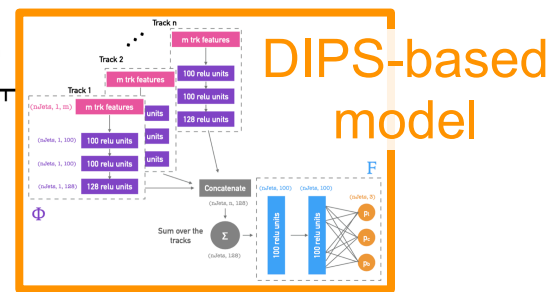 Track n
m trk features
100 relu units
100 relu units
128 relu units
Track 2
m trk features
units
units
units
Track 1
(nJets, 1, m)
m trk features
(nJets, 1, 100)
100 relu units
(nJets, 1, 100)
100 relu units
(nJets, 1, 128)
128 relu units
Φ
Concatenate
(nJets, n, 128)
Sum over the
tracks
Σ
(nJets, 128)
F
(nJets, 100)
(nJets, 100)
(nJets, 3)
100 relu units
100 relu units
pl
pc
pb
DIPS-based
model